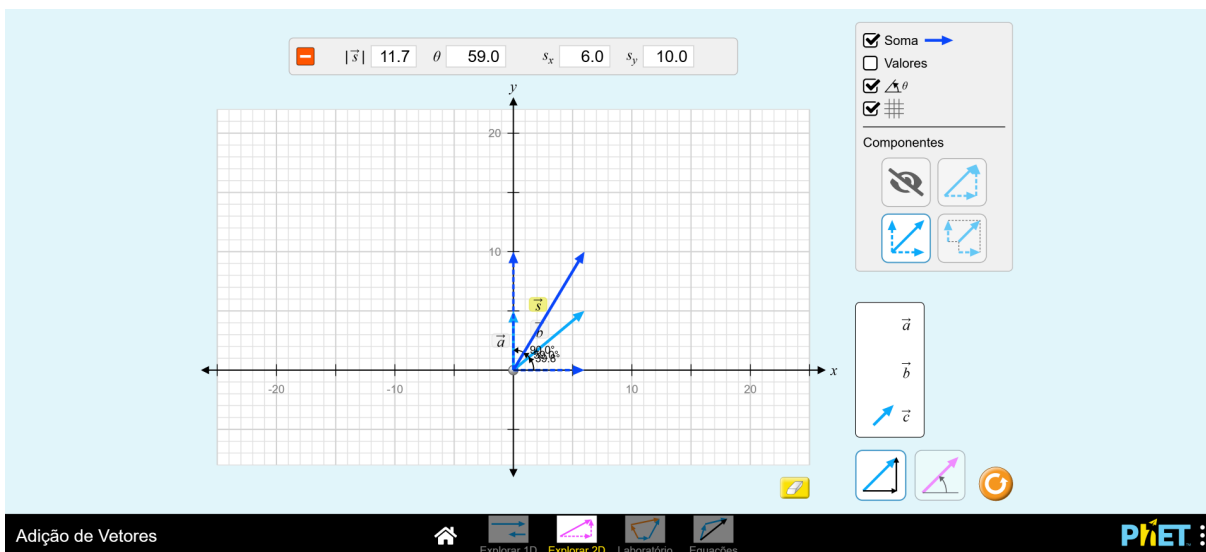 |s⃗| 11.7 θ 59.0 sₓ 6.0 s_y 10.0
Soma
Valores
θ
Componentes
y
20
10
s⃗
b⃗
a⃗
90.0°
x
-20
-10
10
20
a⃗
b⃗
c⃗
Adição de Vetores
Explorar 1D
Explorar 2D
Laboratório
Equações
PhET